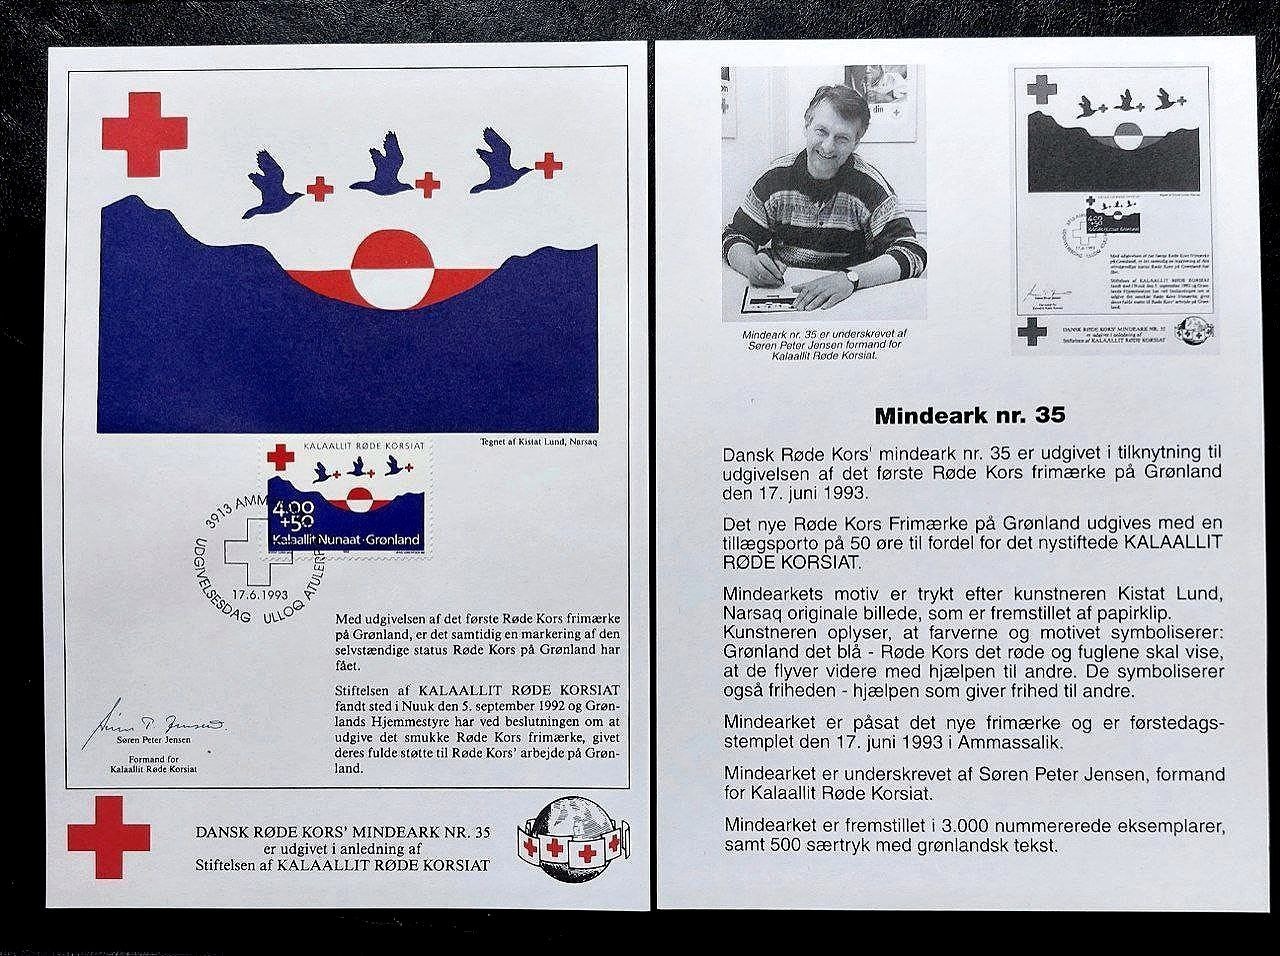 Tegnet af Kistat Lund, Narsaq
KALAALLIT RØDE KORSIAT
4.00
+50
Kalaallit Nunaat · Grønland
3913 AMM
UDGIVELSESDAG ULLOQ ATULERF
17.6.1993
Med udgivelsen af det første Røde Kors frimærke
på Grønland, er det samtidig en markering af den
selvstændige status Røde Kors på Grønland har
fået.
Stiftelsen af KALAALLIT RØDE KORSIAT
fandt sted i Nuuk den 5. september 1992 og Grøn-
lands Hjemmestyre har ved beslutningen om at
udgive det smukke Røde Kors frimærke, givet
deres fulde støtte til Røde Kors' arbejde på Grøn-
land.
Søren Peter Jensen
Formand for
Kalaallit Røde Korsiat
DANSK RØDE KORS' MINDEARK NR. 35
er udgivet i anledning af
Stiftelsen af KALAALLIT RØDE KORSIAT
din
Mindeark nr. 35 er underskrevet af
Søren Peter Jensen formand for
Kalaallit Røde Korsiat.
Mindeark nr. 35
Dansk Røde Kors' mindeark nr. 35 er udgivet i tilknytning til
udgivelsen af det første Røde Kors frimærke på Grønland
den 17. juni 1993.
Det nye Røde Kors Frimærke på Grønland udgives med en
tillægsporto på 50 øre til fordel for det nystiftede KALAALLIT
RØDE KORSIAT.
Mindearkets motiv er trykt efter kunstneren Kistat Lund,
Narsaq originale billede, som er fremstillet af papirklip.
Kunstneren oplyser, at farverne og motivet symboliserer:
Grønland det blå - Røde Kors det røde og fuglene skal vise,
at de flyver videre med hjælpen til andre. De symboliserer
også friheden - hjælpen som giver frihed til andre.
Mindearket er påsat det nye frimærke og er førstedags-
stemplet den 17. juni 1993 i Ammassalik.
Mindearket er underskrevet af Søren Peter Jensen, formand
for Kalaallit Røde Korsiat.
Mindearket er fremstillet i 3.000 nummererede eksemplarer,
samt 500 særtryk med grønlandsk tekst.